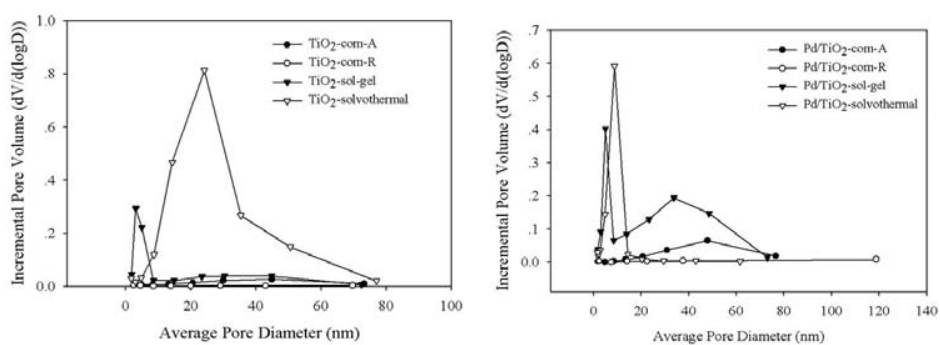 Incremental Pore Volume (dV/d(logD))
1.0
.8
.6
.4
.2
0.0
TiO2-com-A
TiO2-com-R
TiO2-sol-gel
TiO2-solvothermal
0 20 40 60 80 100
Average Pore Diameter (nm)
Incremental Pore Volume (dV/d(logD))
.7
.6
.5
.4
.3
.2
.1
0.0
Pd/TiO2-com-A
Pd/TiO2-com-R
Pd/TiO2-sol-gel
Pd/TiO2-solvothermal
0 20 40 60 80 100 120 140
Average Pore Diameter (nm)